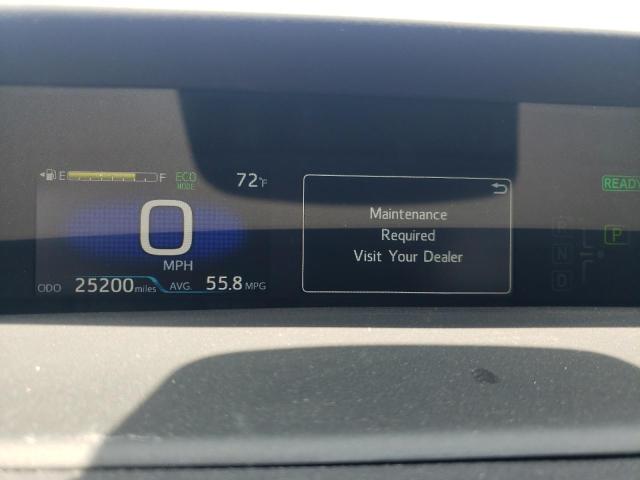 E F ECO
MODE
72°F
0
MPH
ODO 25200 miles AVG. 55.8 MPG
Maintenance
Required
Visit Your Dealer
READY
R
P
N
D